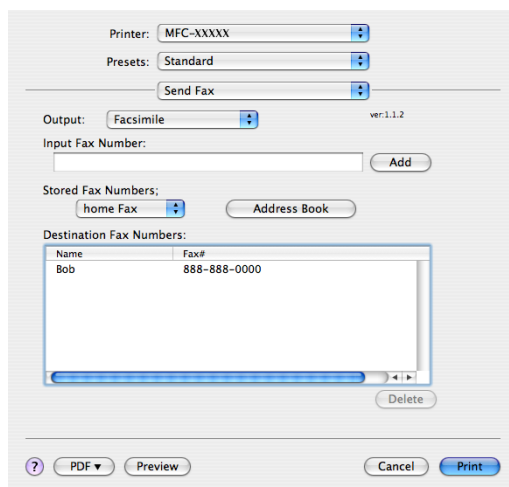 Printer: MFC-XXXXX
Presets: Standard
Send Fax
Output: Facsimile ver:1.1.2
Input Fax Number:
Add
Stored Fax Numbers;
home Fax Address Book
Destination Fax Numbers:
Name Fax#
Bob 888-888-0000
Delete
? PDF▼ Preview Cancel Print